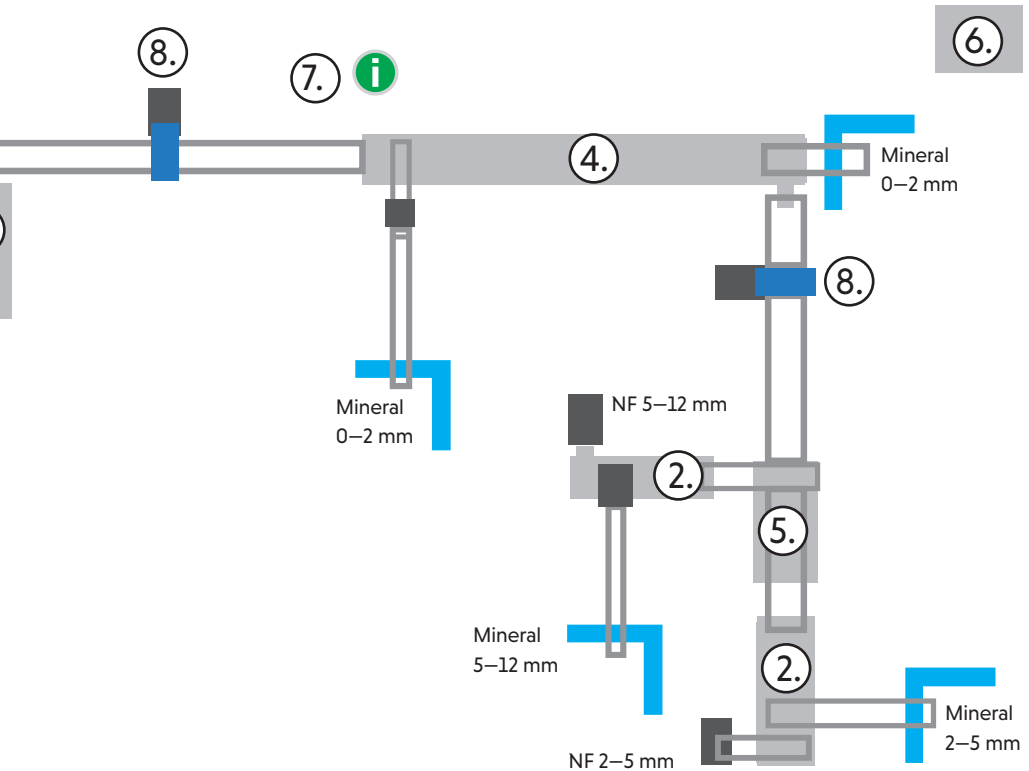 8.
7.
i
6.
4.
Mineral
0–2 mm
8.
Mineral
0–2 mm
NF 5–12 mm
2.
5.
Mineral
5–12 mm
2.
Mineral
2–5 mm
NF 2–5 mm